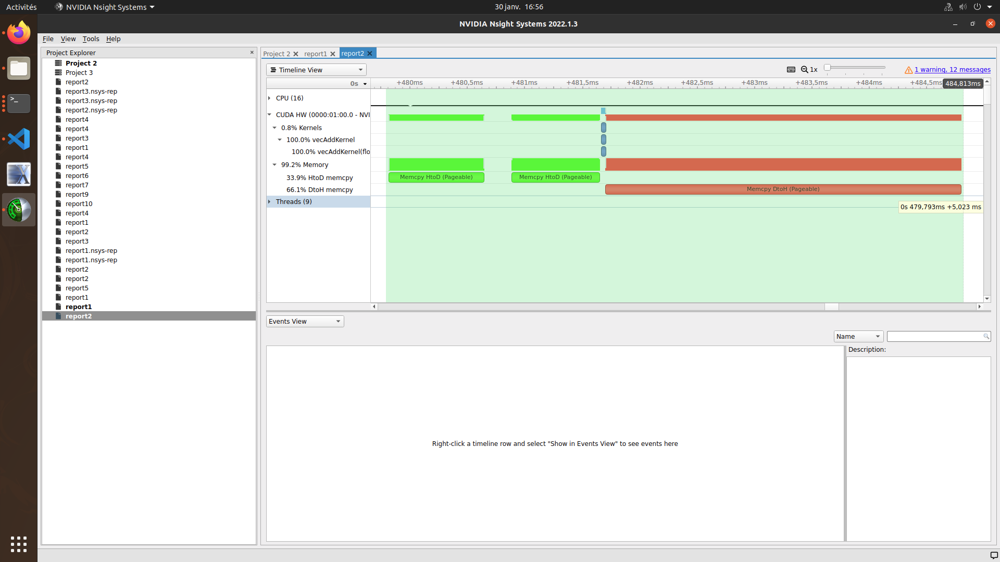 Activités
NVIDIA Nsight Systems
30 janv. 16:56
NVIDIA Nsight Systems 2022.1.3
File View Tools Help
Project Explorer
Project 2
Project 3
report2
report3.nsys-rep
report3.nsys-rep
report2.nsys-rep
report4
report4
report3
report1
report4
report5
report6
report7
report9
report10
report4
report1
report2
report3
report1.nsys-rep
report1.nsys-rep
report2
report2
report5
report1
report1
report2
Project 2 report1 report2
Timeline View
1x
1 warning, 12 messages
0s
+480ms +480,5ms +481ms +481,5ms +482ms +482,5ms +483ms +483,5ms +484ms +484,5ms 484,813ms
CPU (16)
CUDA HW (0000:01:00.0 - NVI
0.8% Kernels
100.0% vecAddKernel
100.0% vecAddKernel(flo
99.2% Memory
33.9% HtoD memcpy
Memcpy HtoD (Pageable) Memcpy HtoD (Pageable)
66.1% DtoH memcpy
Memcpy DtoH (Pageable)
Threads (9)
0s 479,793ms +5,023 ms
Events View
Name
Description:
Right-click a timeline row and select "Show in Events View" to see events here